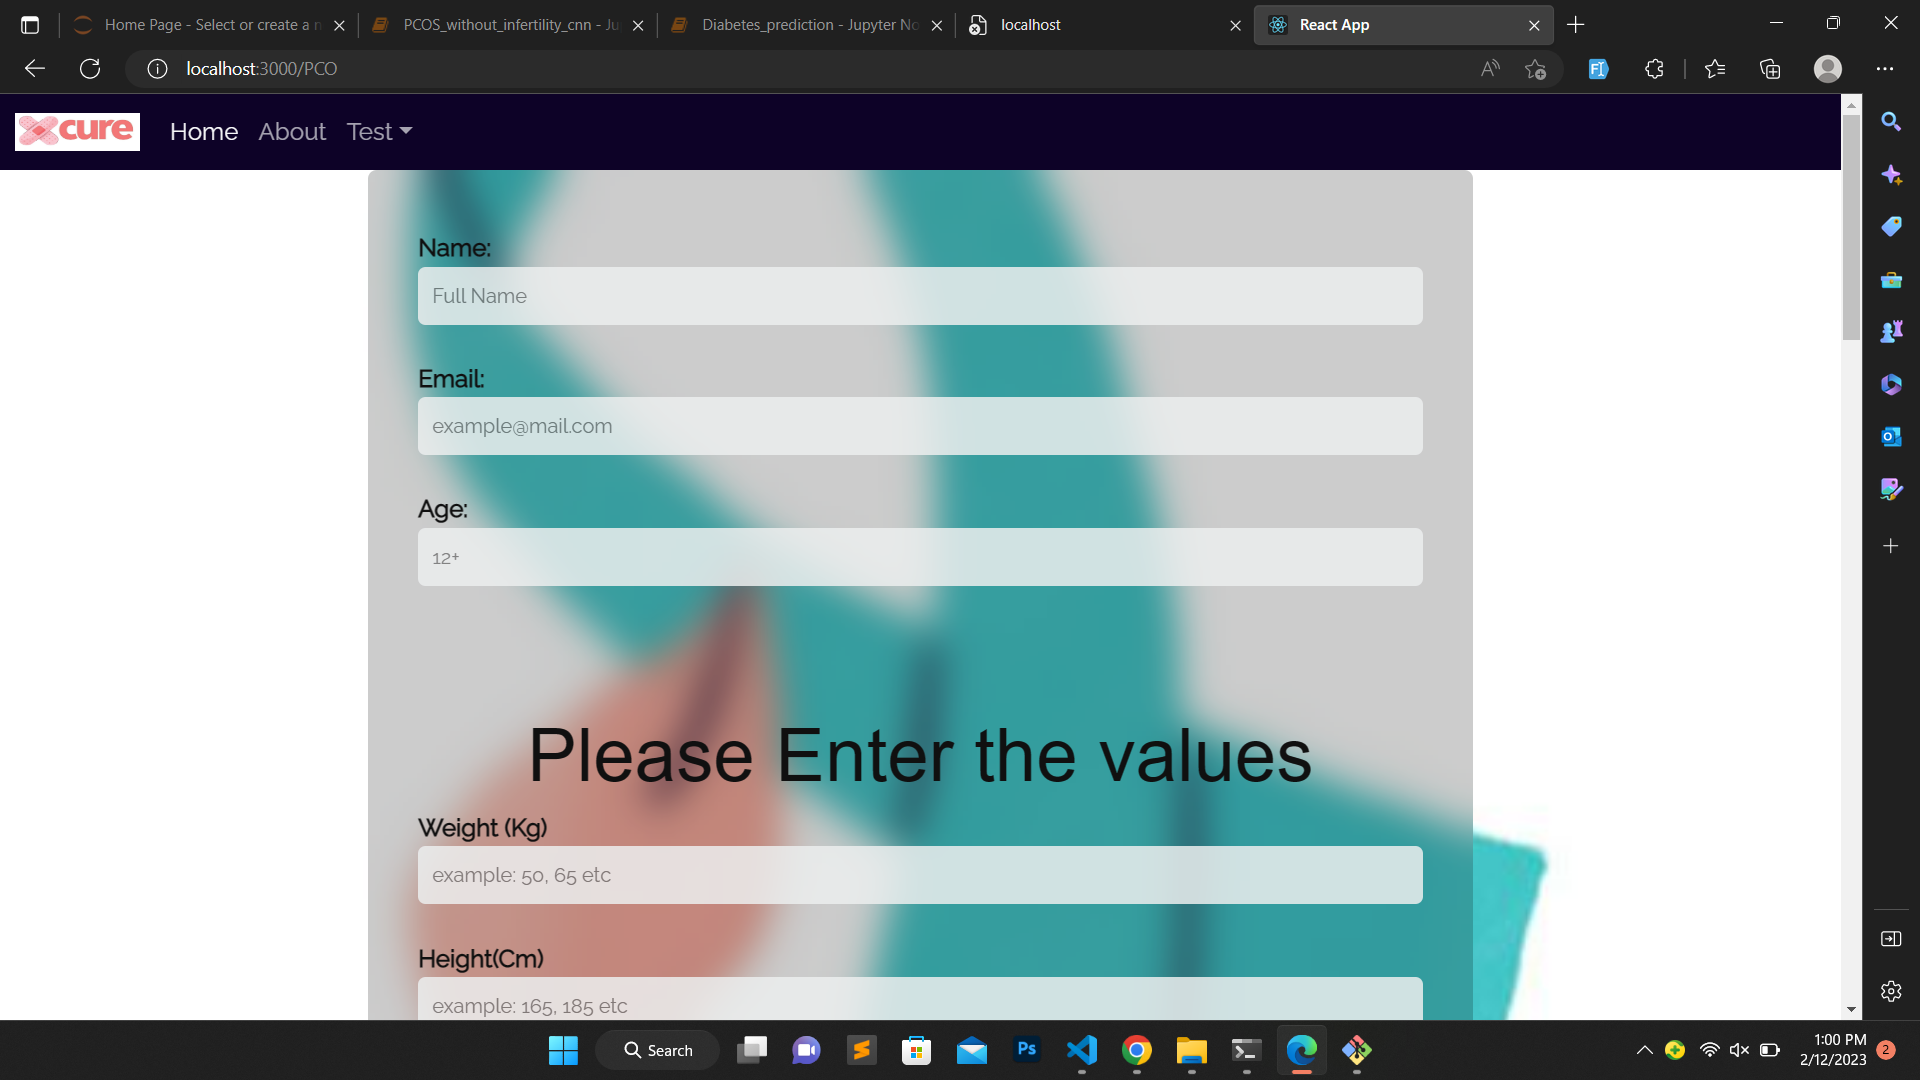 Home Page - Select or create a n
PCOS_without_infertility_cnn - Ju
Diabetes_prediction - Jupyter No
localhost
React App
localhost:3000/PCO
cure
Home
About
Test
Name:
Full Name
Email:
example@mail.com
Age:
12+
Please Enter the values
Weight (Kg)
example: 50, 65 etc
Height(Cm)
example: 165, 185 etc
Search
Ps
1:00 PM
2/12/2023
2